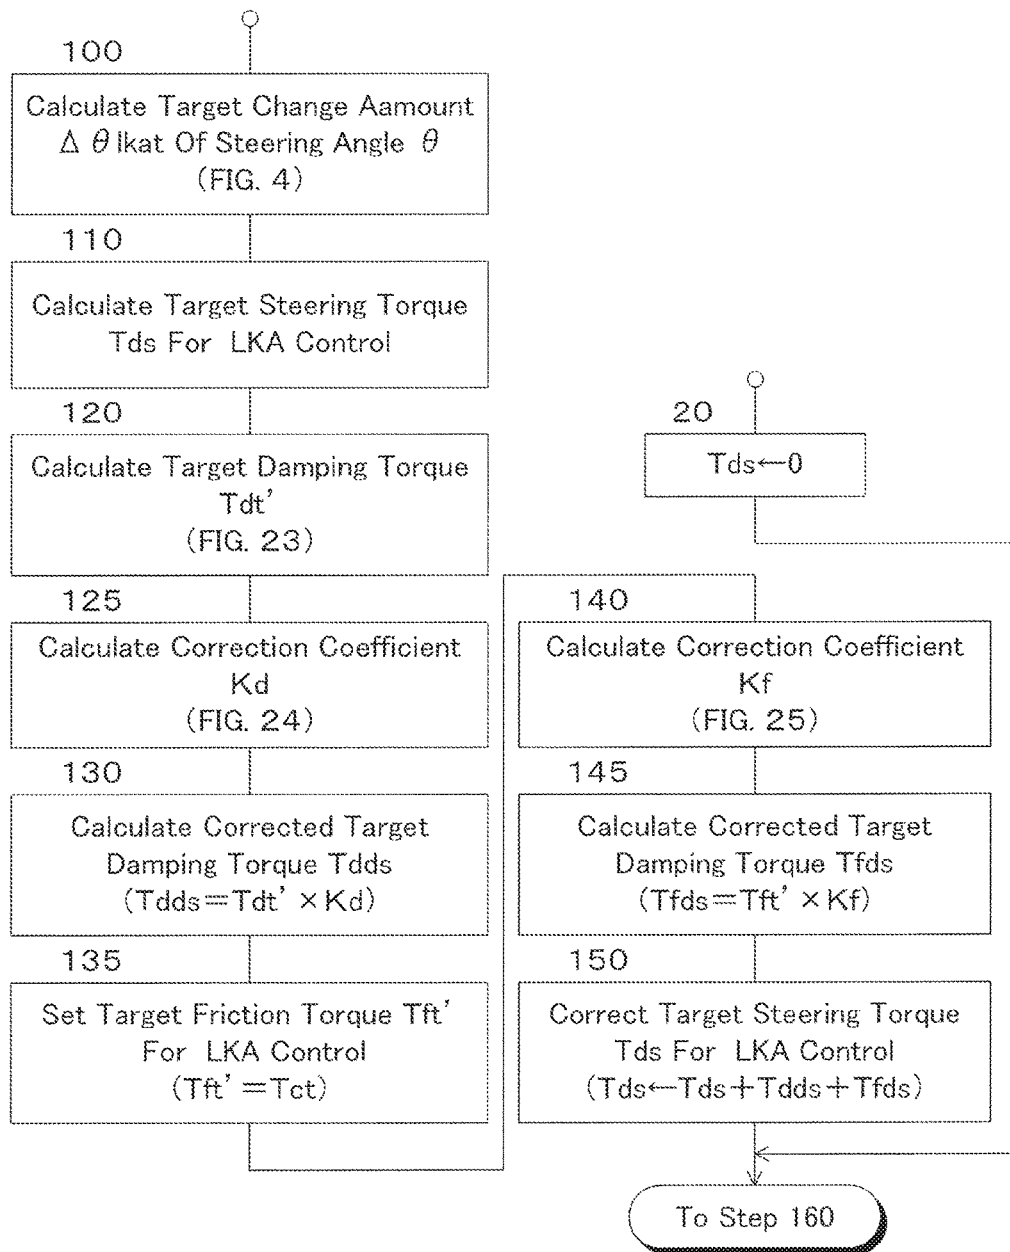 100
Calculate Target Change Aamount
Δ θ lkat Of Steering Angle θ
(FIG. 4)
110
Calculate Target Steering Torque
Tds For LKA Control
120
Calculate Target Damping Torque
Tdt’
(FIG. 23)
125
Calculate Correction Coefficient
Kd
(FIG. 24)
130
Calculate Corrected Target
Damping Torque Tdds
(Tdds=Tdt’ ×Kd)
135
Set Target Friction Torque Tft’
For LKA Control
(Tft’ =Tct)
20
Tds←0
140
Calculate Correction Coefficient
Kf
(FIG. 25)
145
Calculate Corrected Target
Damping Torque Tfds
(Tfds=Tft’ ×Kf)
150
Correct Target Steering Torque
Tds For LKA Control
(Tds←Tds+Tdds+Tfds)
To Step 160